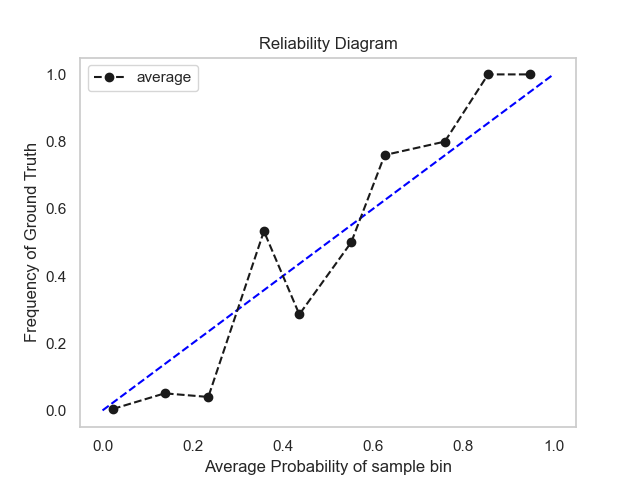 Reliability Diagram
average
1.0
0.8
0.6
0.4
0.2
0.0
Frequency of Ground Truth
0.0 0.2 0.4 0.6 0.8 1.0
Average Probability of sample bin